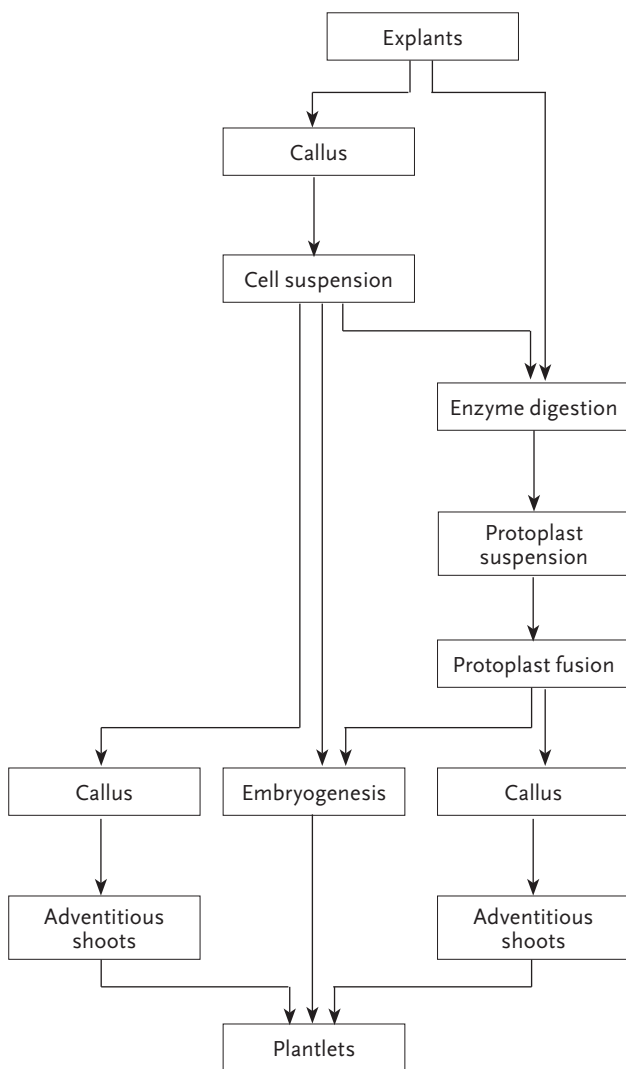 Explants
Callus
Cell suspension
Enzyme digestion
Protoplast
suspension
Protoplast fusion
Callus
Embryogenesis
Callus
Adventitious
shoots
Adventitious
shoots
Plantlets